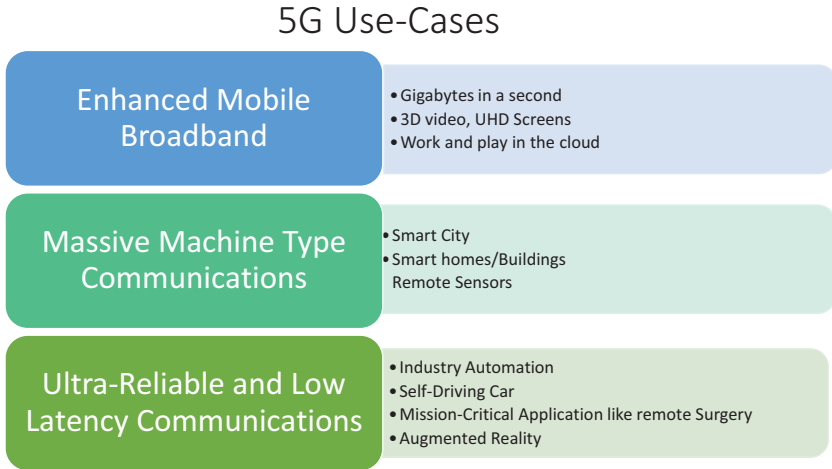 5G Use-Cases
Enhanced Mobile
Broadband
•Gigabytes in a second
•3D video, UHD Screens
•Work and play in the cloud
Massive Machine Type
Communications
•Smart City
•Smart homes/Buildings
Remote Sensors
Ultra-Reliable and Low
Latency Communications
•Industry Automation
•Self-Driving Car
•Mission-Critical Application like remote Surgery
•Augmented Reality